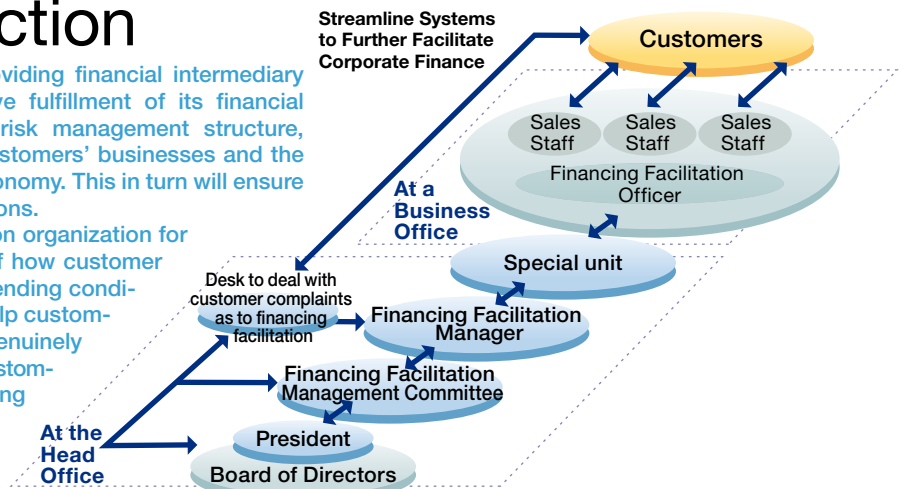 ction
oviding financial intermediary
ve fulfillment of its financial
risk management structure,
ustomers' businesses and the
onomy. This in turn will ensure
ons.
on organization for
f how customer
ending condi-
lp custom-
enuinely
stom-
ng
Streamline Systems
to Further Facilitate
Corporate Finance
Customers
Sales
Staff
Sales
Staff
Sales
Staff
Financing Facilitation
Officer
At a
Business
Office
Special unit
Desk to deal with
customer complaints
as to financing
facilitation
Financing Facilitation
Manager
Financing Facilitation
Management Committee
At the
Head
Office
President
Board of Directors